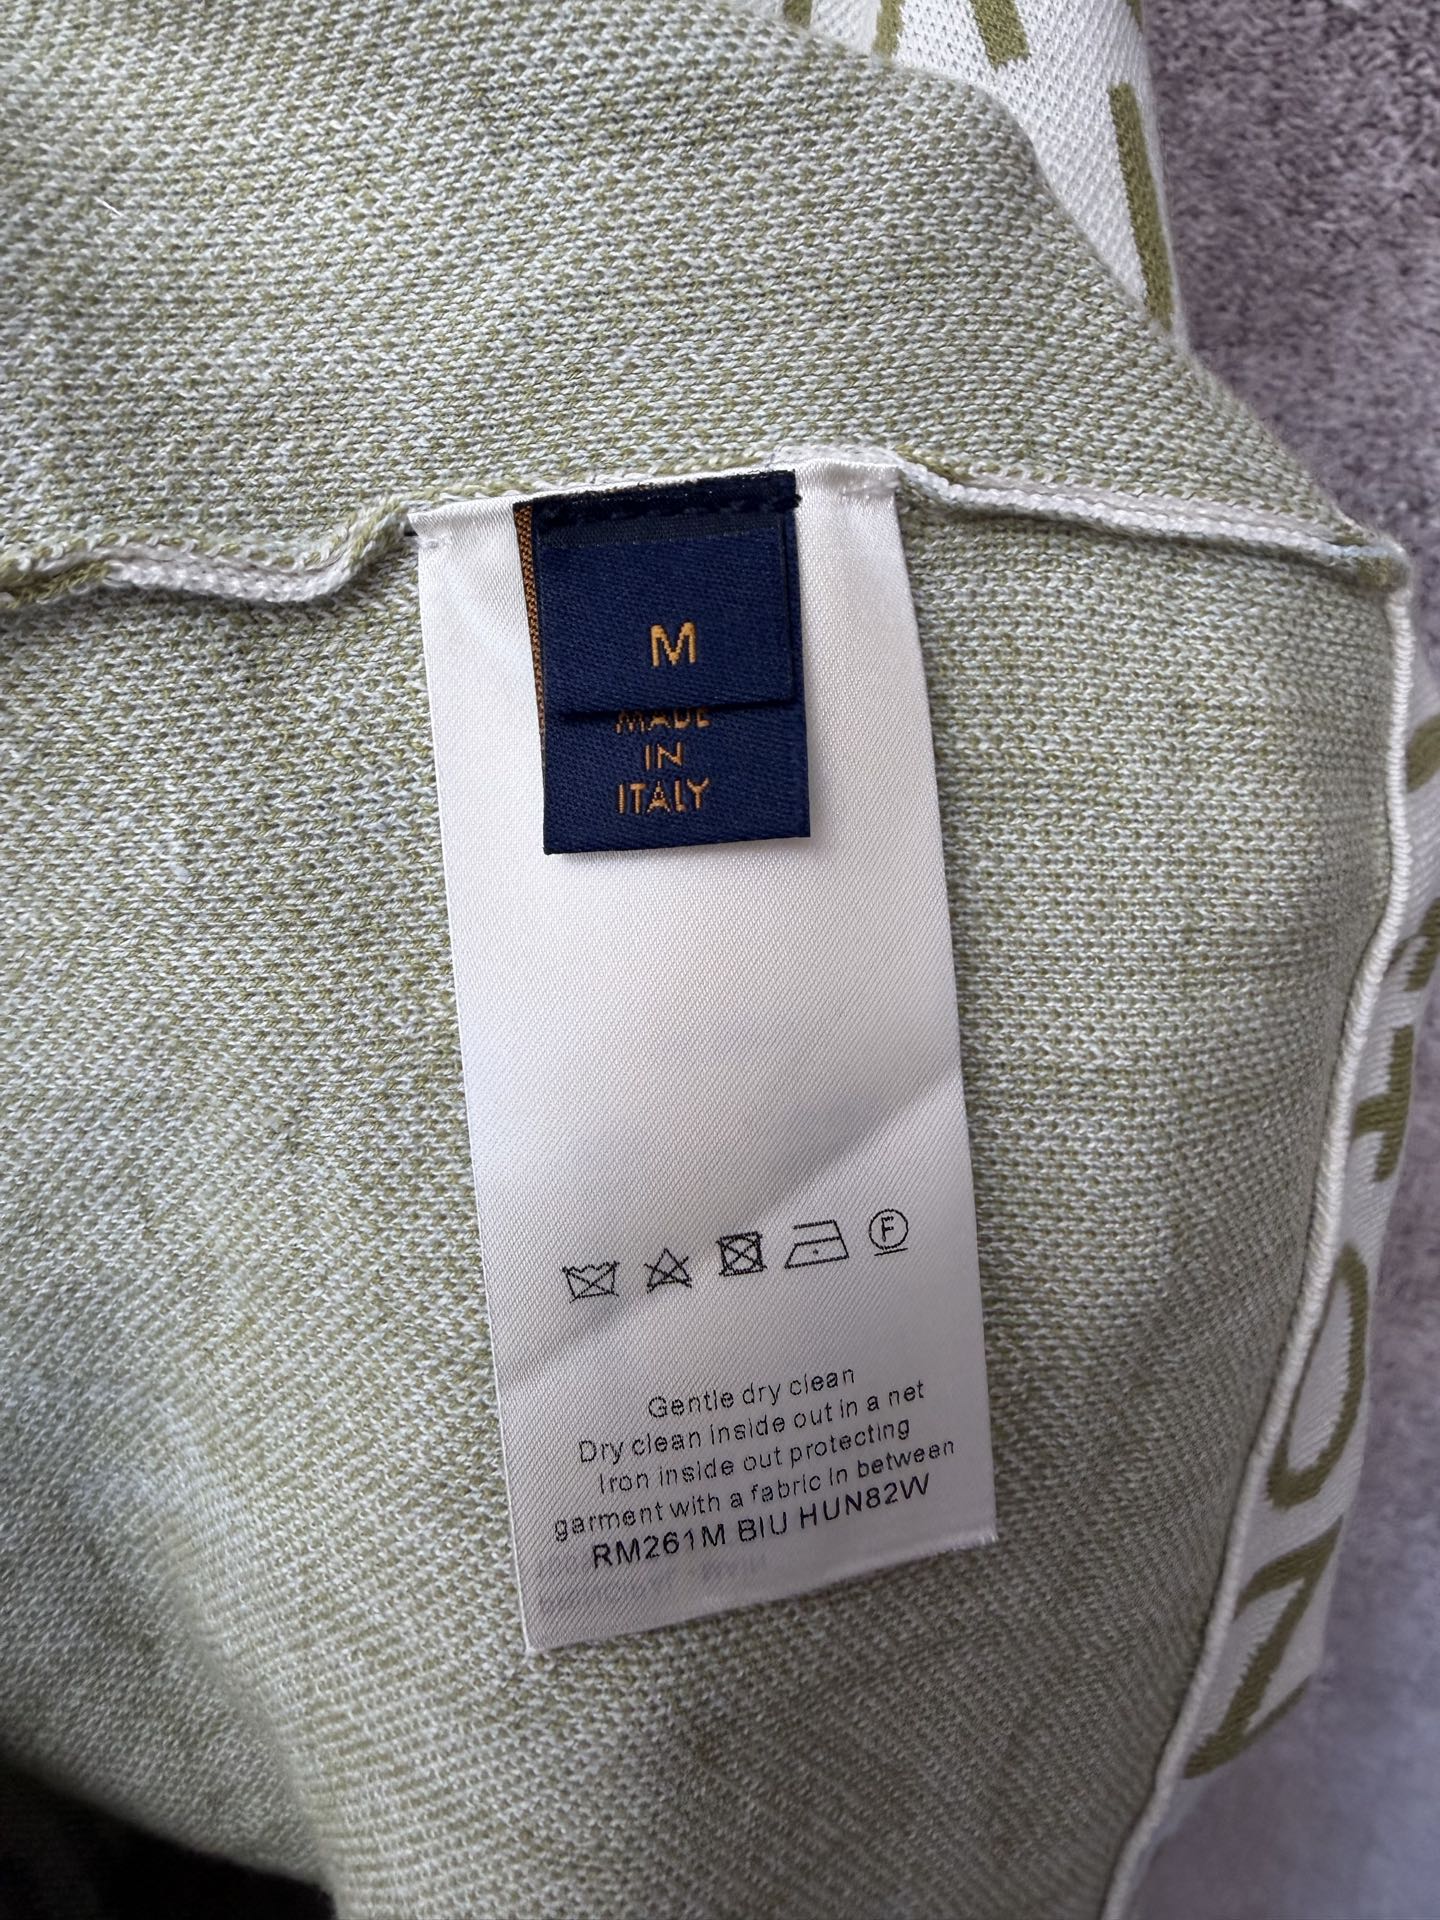 M
MADE
IN
ITALY
F
Gentle dry clean
Dry clean inside out in a net
Iron inside out protecting
garment with a fabric in between
RM261M BIU HUN82W